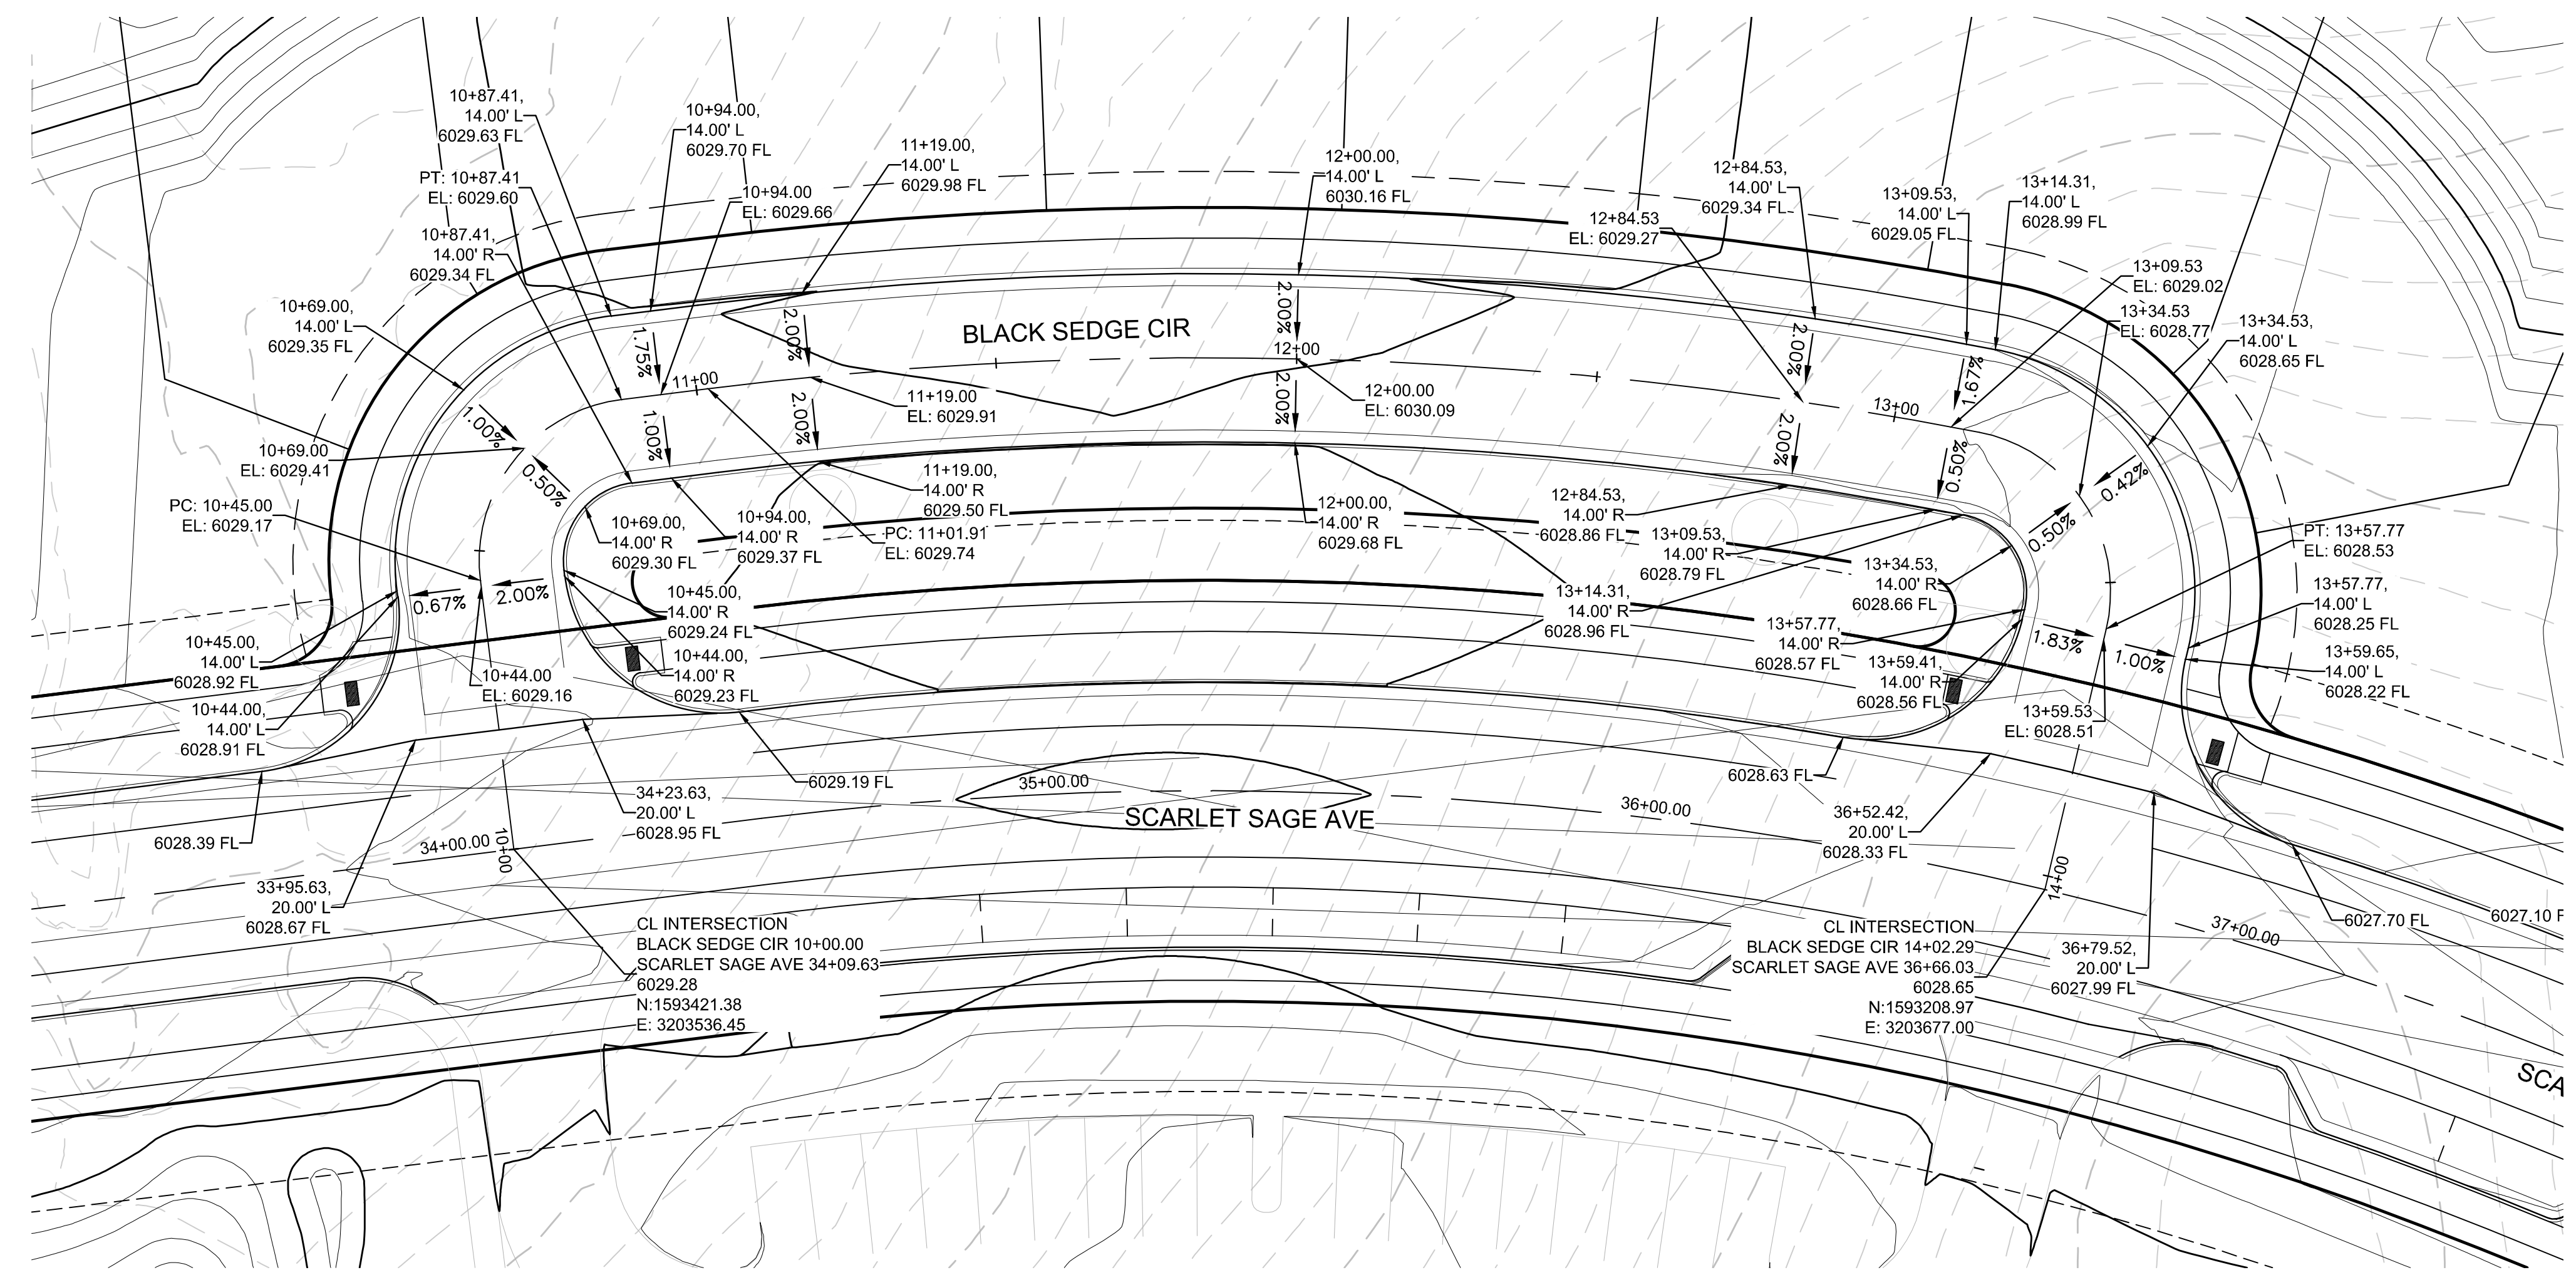 10+87.41,
14.00' L
6029.63 FL
10+94.00,
14.00' L
6029.70 FL
11+19.00,
14.00' L
6029.98 FL
12+00.00,
14.00' L
6030.16 FL
12+84.53,
14.00' L
6029.34 FL
13+09.53,
14.00' L
6029.05 FL
13+14.31,
14.00' L
6028.99 FL
PT: 10+87.41
EL: 6029.60
10+94.00
EL: 6029.66
12+84.53
EL: 6029.27
10+87.41,
14.00' R
6029.34 FL
13+09.53
EL: 6029.02
13+34.53
EL: 6028.77
13+34.53,
14.00' L
6028.65 FL
10+69.00,
14.00' L
6029.35 FL
1.75%
2.00%
2.00%
2.00%
1.67%
BLACK SEDGE CIR
11+00
12+00
13+00
11+19.00
EL: 6029.91
12+00.00
EL: 6030.09
1.00%
1.00%
2.00%
2.00%
2.00%
0.50%
0.42%
10+69.00
EL: 6029.41
0.50%
0.50%
PC: 10+45.00
EL: 6029.17
11+19.00,
14.00' R
6029.50 FL
10+69.00,
14.00' R
6029.30 FL
10+94.00,
14.00' R
6029.37 FL
PC: 11+01.91
EL: 6029.74
12+00.00,
14.00' R
6029.68 FL
12+84.53,
14.00' R
6028.86 FL
13+09.53,
14.00' R
6028.79 FL
13+34.53,
14.00' R
6028.66 FL
PT: 13+57.77
EL: 6028.53
0.67%
2.00%
10+45.00,
14.00' R
6029.24 FL
13+14.31,
14.00' R
6028.96 FL
13+57.77,
14.00' R
6028.57 FL
1.83%
1.00%
13+57.77,
14.00' L
6028.25 FL
10+45.00,
14.00' L
6028.92 FL
10+44.00
EL: 6029.16
10+44.00,
14.00' R
6029.23 FL
13+59.41,
14.00' R
6028.56 FL
13+59.65,
14.00' L
6028.22 FL
10+44.00,
14.00' L
6028.91 FL
13+59.53
EL: 6028.51
6029.19 FL
35+00.00
6028.63 FL
34+23.63,
20.00' L
6028.95 FL
SCARLET SAGE AVE
36+00.00
36+52.42,
20.00' L
6028.33 FL
6028.39 FL
34+00.00
10+00
14+00
33+95.63,
20.00' L
6028.67 FL
6027.70 FL
6027.10 F
37+00.00
CL INTERSECTION
BLACK SEDGE CIR 10+00.00
SCARLET SAGE AVE 34+09.63
6029.28
N:1593421.38
E: 3203536.45
CL INTERSECTION
BLACK SEDGE CIR 14+02.29
SCARLET SAGE AVE 36+66.03
6028.65
N:1593208.97
E: 3203677.00
36+79.52,
20.00' L
6027.99 FL
SCA